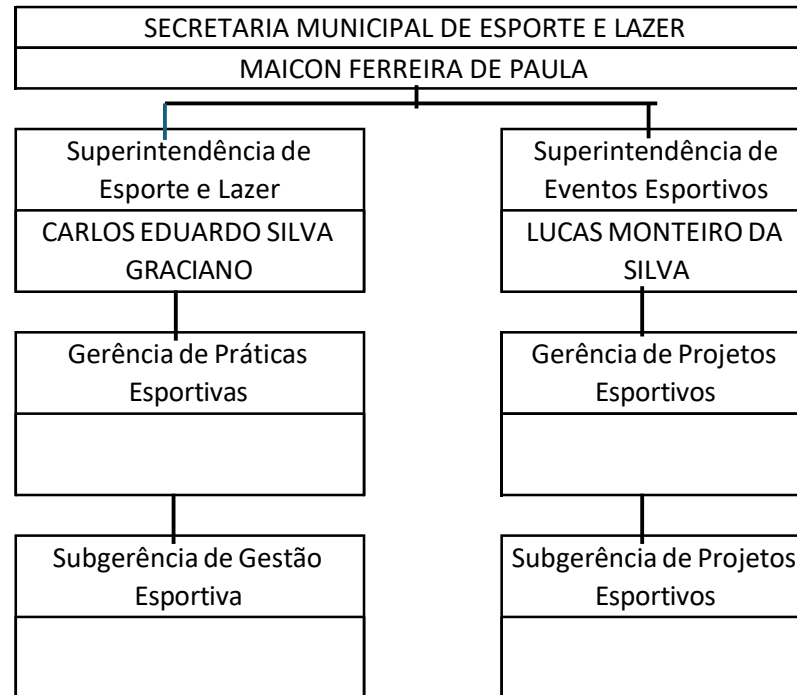 SECRETARIA MUNICIPAL DE ESPORTE E LAZER
MAICON FERREIRA DE PAULA
Superintendência de
Esporte e Lazer
CARLOS EDUARDO SILVA
GRACIANO
Superintendência de
Eventos Esportivos
LUCAS MONTEIRO DA
SILVA
Gerência de Práticas
Esportivas
Gerência de Projetos
Esportivos
Subgerência de Gestão
Esportiva
Subgerência de Projetos
Esportivos